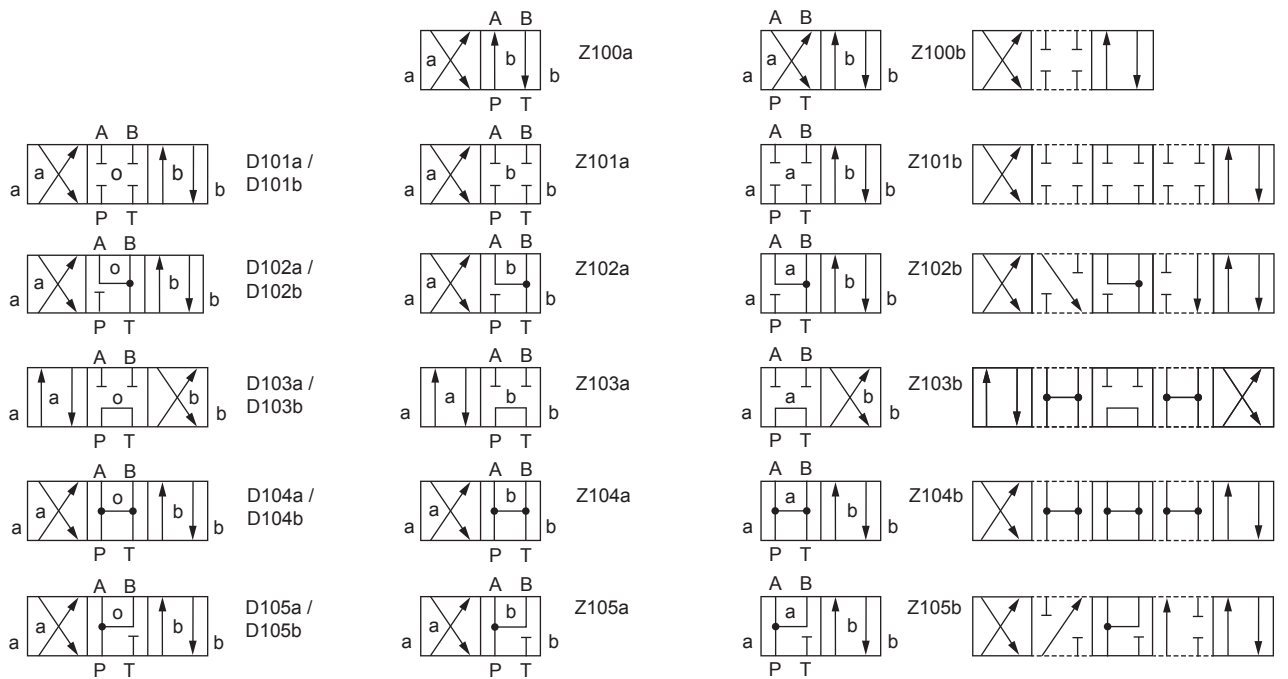 A B A B
a a b b Z100a a a b b Z100b
P T P T
A B A B A B
a a o b b D101a / D101b a a b b Z101a a a b b Z101b
P T P T P T
A B A B A B
a a o b b D102a / D102b a a b b Z102a a a b b Z102b
P T P T P T
A B A B A B
a a o b b D103a / D103b a a b b Z103a a a b b Z103b
P T P T P T
A B A B A B
a a o b b D104a / D104b a a b b Z104a a a b b Z104b
P T P T P T
A B A B A B
a a o b b D105a / D105b a a b b Z105a a a b b Z105b
P T P T P T